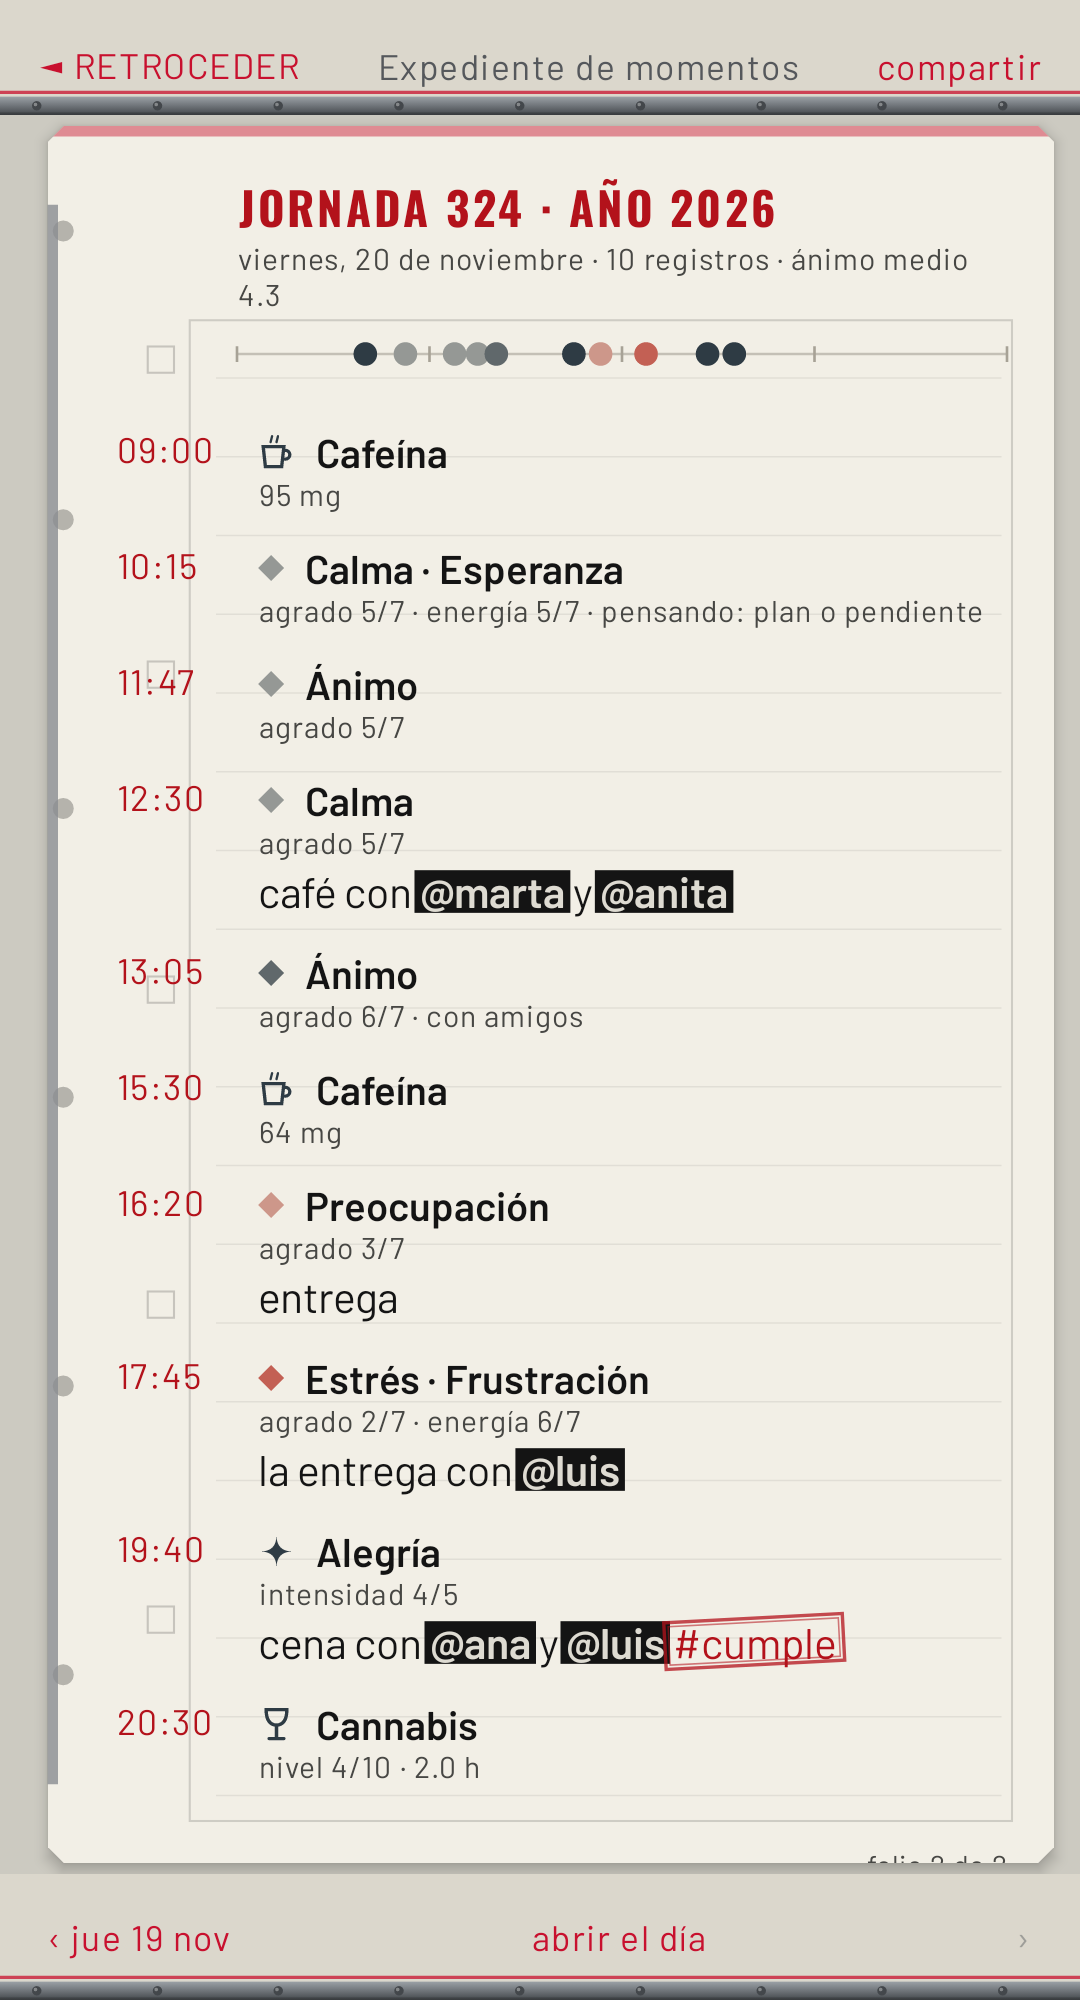 ◄ RETROCEDER Expediente de momentos compartir
JORNADA 324 · AÑO 2026
viernes, 20 de noviembre · 10 registros · ánimo medio
4.3
09:00 Cafeína
95 mg
10:15 Calma · Esperanza
agrado 5/7 · energía 5/7 · pensando: plan o pendiente
11:47 Ánimo
agrado 5/7
12:30 Calma
agrado 5/7
café con @marta y @anita
13:05 Ánimo
agrado 6/7 · con amigos
15:30 Cafeína
64 mg
16:20 Preocupación
agrado 3/7
entrega
17:45 Estrés · Frustración
agrado 2/7 · energía 6/7
la entrega con @luis
19:40 Alegría
intensidad 4/5
cena con @ana y @luis #cumple
20:30 Cannabis
nivel 4/10 · 2.0 h
‹ jue 19 nov abrir el día ›